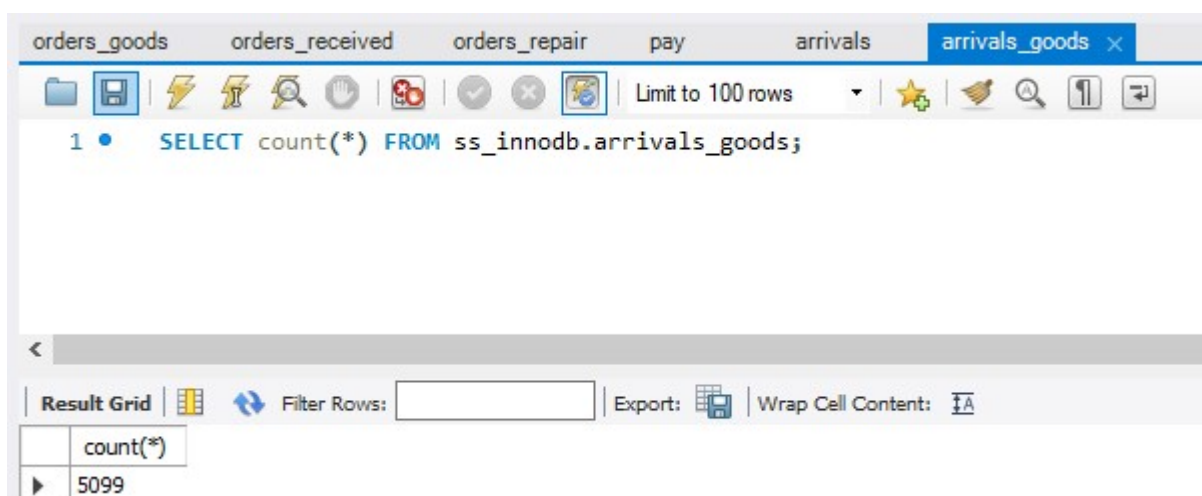 orders_goods orders_received orders_repair pay arrivals arrivals_goods
Limit to 100 rows
1 SELECT count(*) FROM ss_innodb.arrivals_goods;
Result Grid Filter Rows: Export: Wrap Cell Content: IA
count(*)
5099